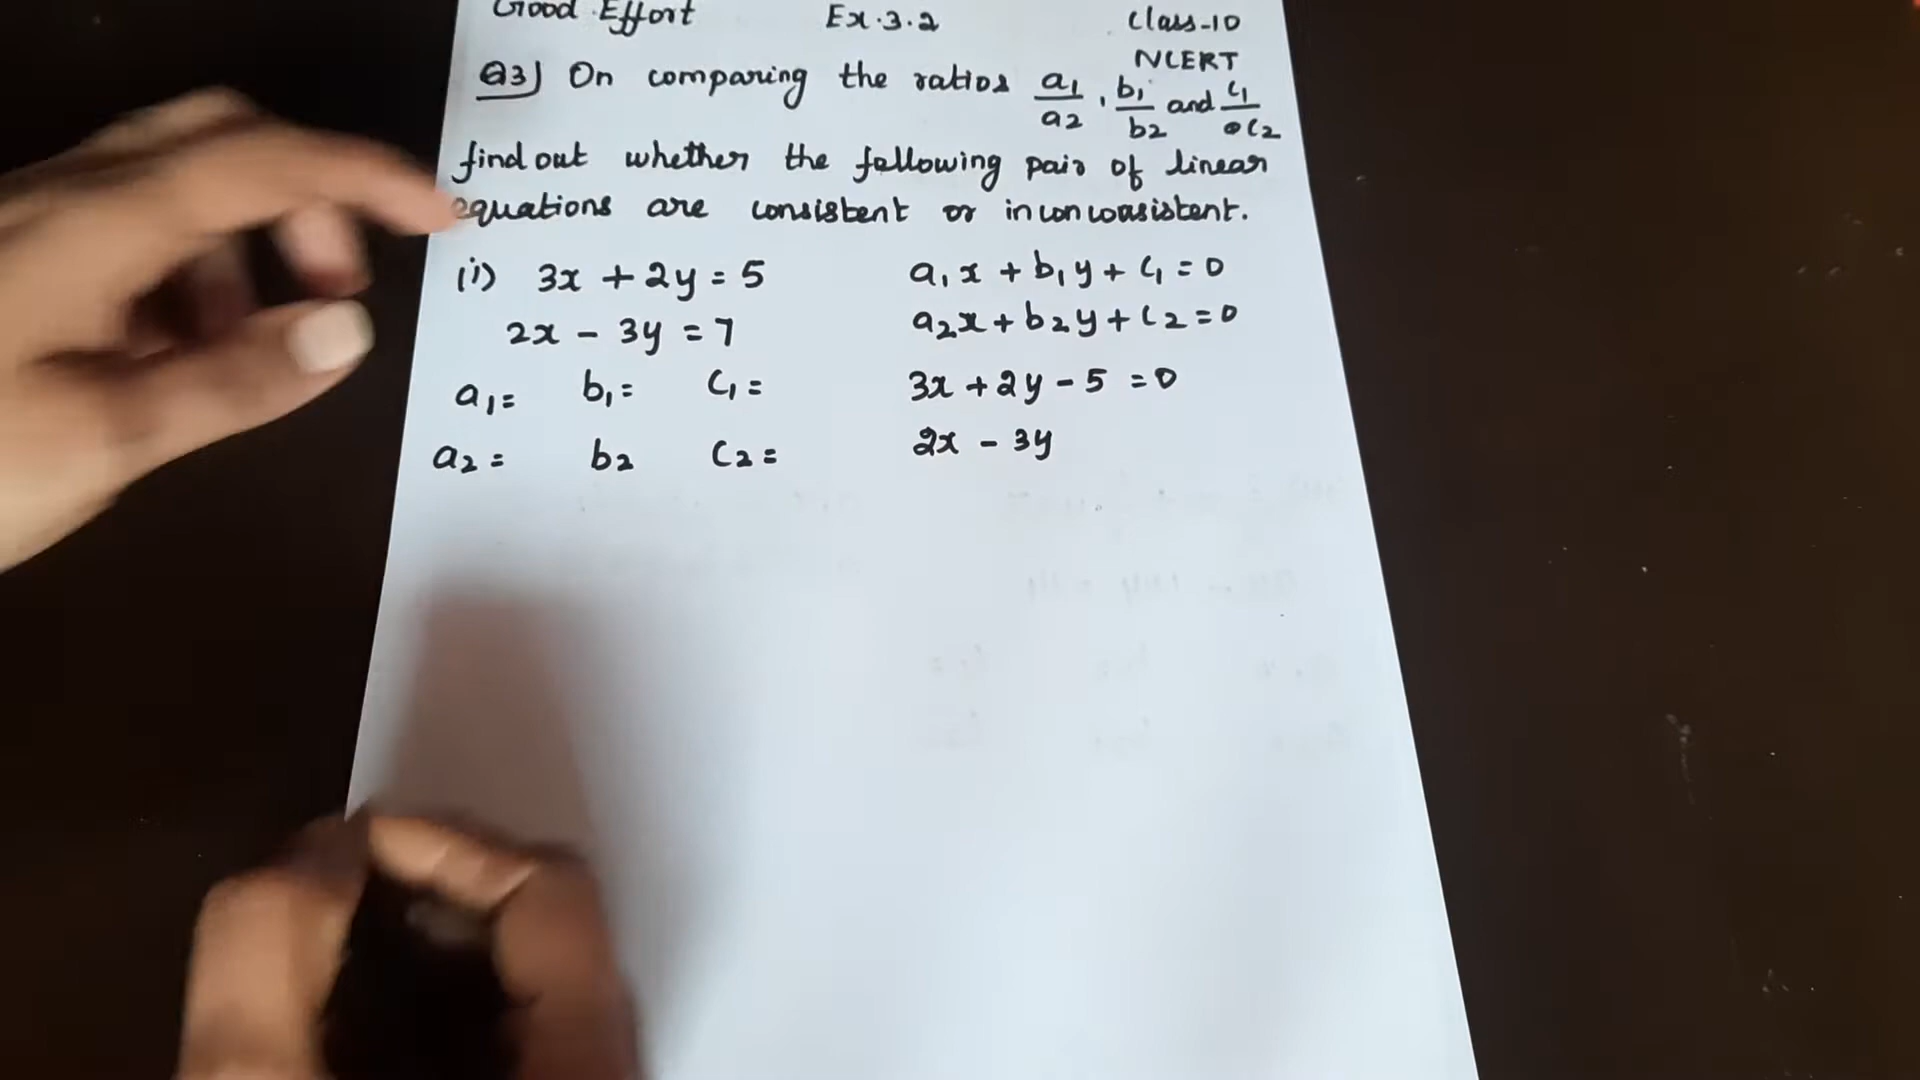 Good Effort Ex.3.2 Class-10
NCERT
Q3) On comparing the ratios a1/a2, b1/b2 and c1/c2
find out whether the following pair of linear
equations are consistent or inconconsistent.
(i) 3x + 2y = 5 a1x + b1y + c1 = 0
2x - 3y = 7 a2x + b2y + c2 = 0
a1 = b1 = c1 = 3x + 2y - 5 = 0
a2 = b2 c2 = 2x - 3y